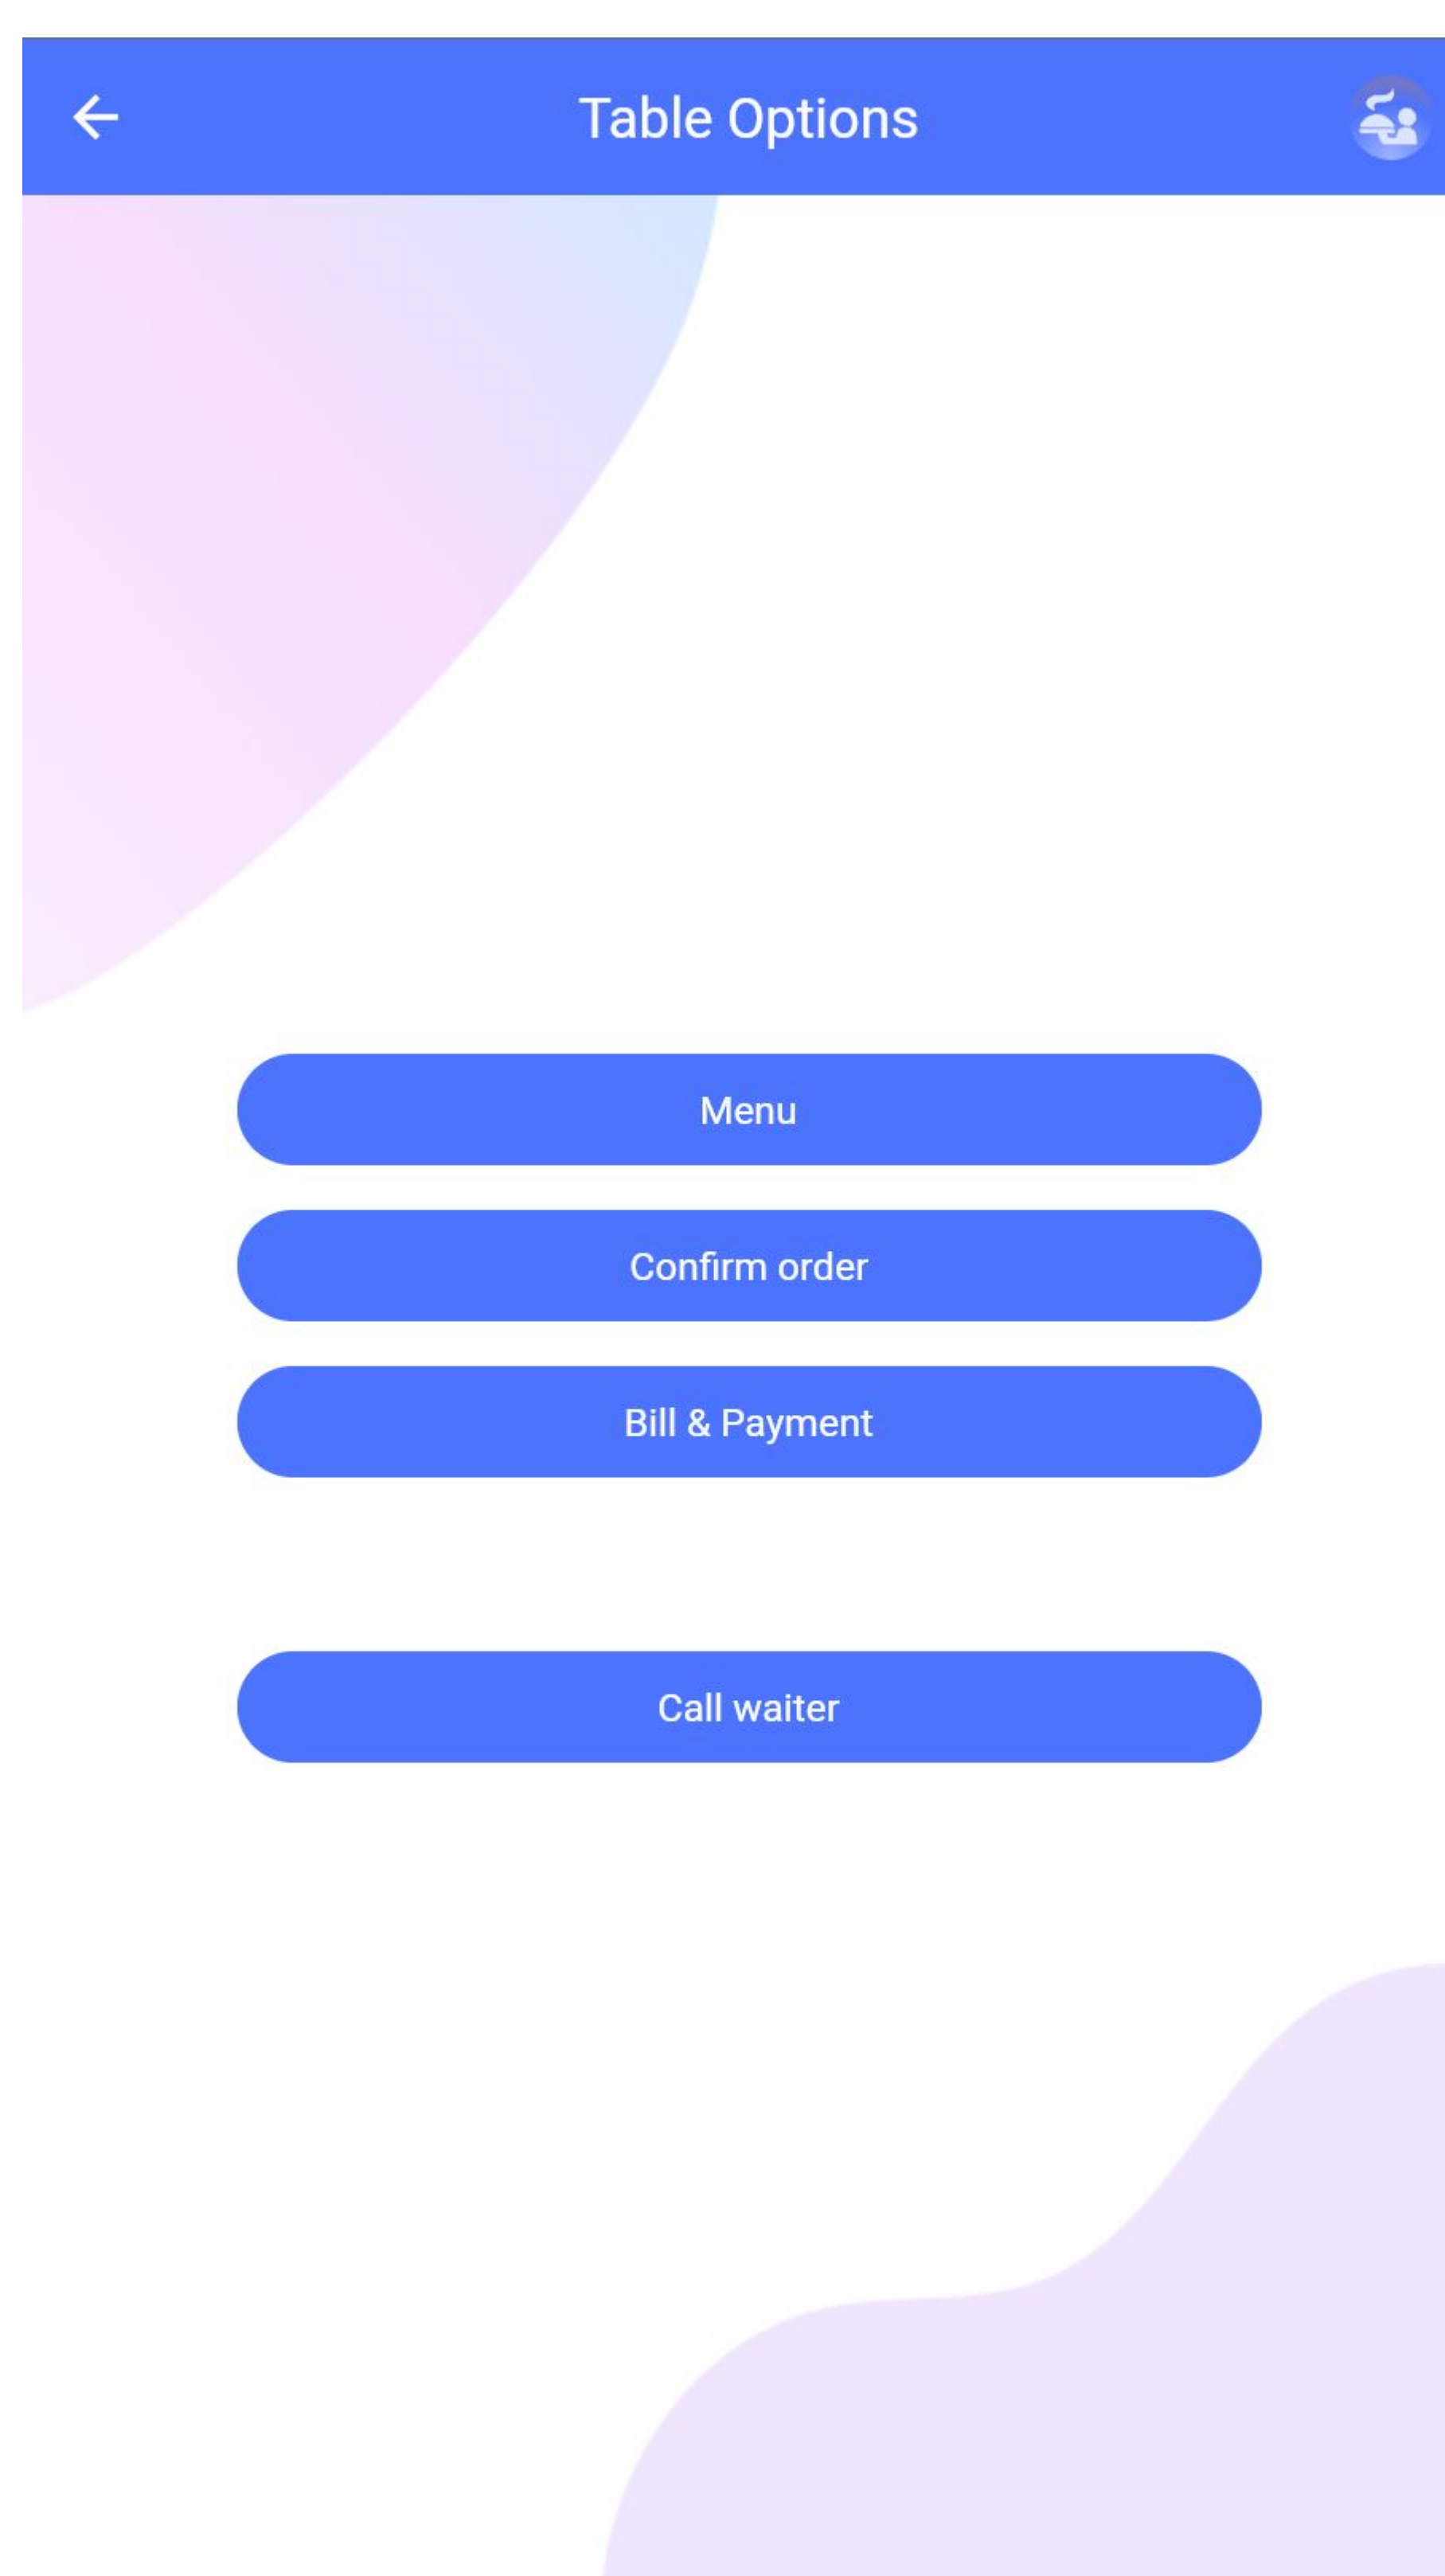 Table Options
Menu
Confirm order
Bill & Payment
Call waiter